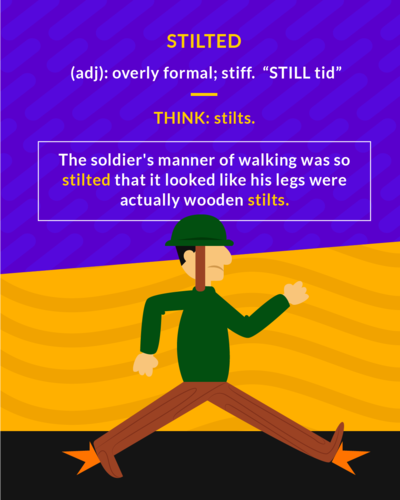 STILTED
(adj): overly formal; stiff. “STILL tid”
THINK: stilts.
The soldier's manner of walking was so
stilted that it looked like his legs were
actually wooden stilts.